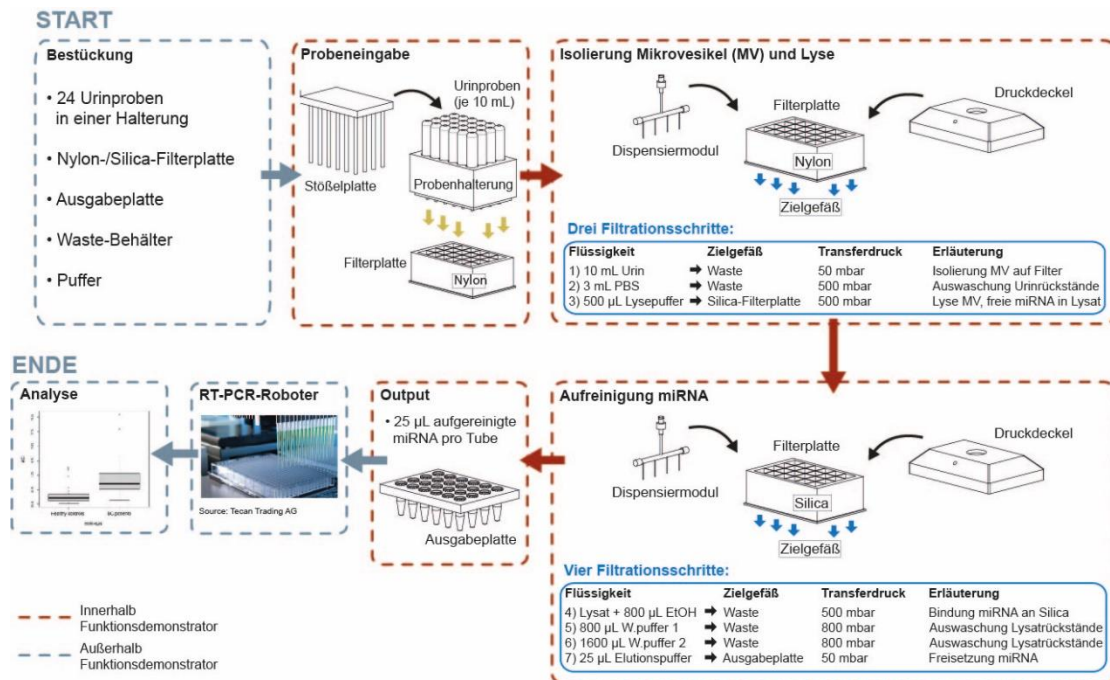 START
Bestückung
• 24 Urinproben
in einer Halterung
• Nylon-/Silica-Filterplatte
• Ausgabeplatte
• Waste-Behälter
• Puffer
Probeneingabe
Urinproben
(je 10 mL)
Stößelplatte
Probenhalterung
Filterplatte
Nylon
Isolierung Mikrovesikel (MV) und Lyse
Filterplatte
Druckdeckel
Dispensiermodul
Nylon
Zielgefäß
Drei Filtrationsschritte:
Flüssigkeit Zielgefäß Transferdruck Erläuterung
1) 10 mL Urin ➔ Waste 50 mbar Isolierung MV auf Filter
2) 3 mL PBS ➔ Waste 500 mbar Auswaschung Urinrückstände
3) 500 µL Lysepuffer ➔ Silica-Filterplatte 500 mbar Lyse MV, freie miRNA in Lysat
Aufreinigung miRNA
Filterplatte
Druckdeckel
Dispensiermodul
Silica
Zielgefäß
Vier Filtrationsschritte:
Flüssigkeit Zielgefäß Transferdruck Erläuterung
4) Lysat + 800 µL EtOH ➔ Waste 500 mbar Bindung miRNA an Silica
5) 800 µL W.puffer 1 ➔ Waste 800 mbar Auswaschung Lysatrückstände
6) 1600 µL W.puffer 2 ➔ Waste 800 mbar Auswaschung Lysatrückstände
7) 25 µL Elutionspuffer ➔ Ausgabeplatte 50 mbar Freisetzung miRNA
Output
• 25 µL aufgereinigte
miRNA pro Tube
Ausgabeplatte
RT-PCR-Roboter
Source: Tecan Trading AG
ENDE
Analyse
Innerhalb
Funktionsdemonstrator
Außerhalb
Funktionsdemonstrator